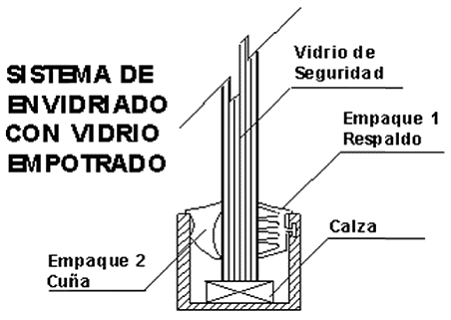 SISTEMA DE
ENVIDRIADO
CON VIDRIO
EMPOTRADO
Vidrio de
Seguridad
Empaque 1
Respaldo
Calza
Empaque 2
Cuña